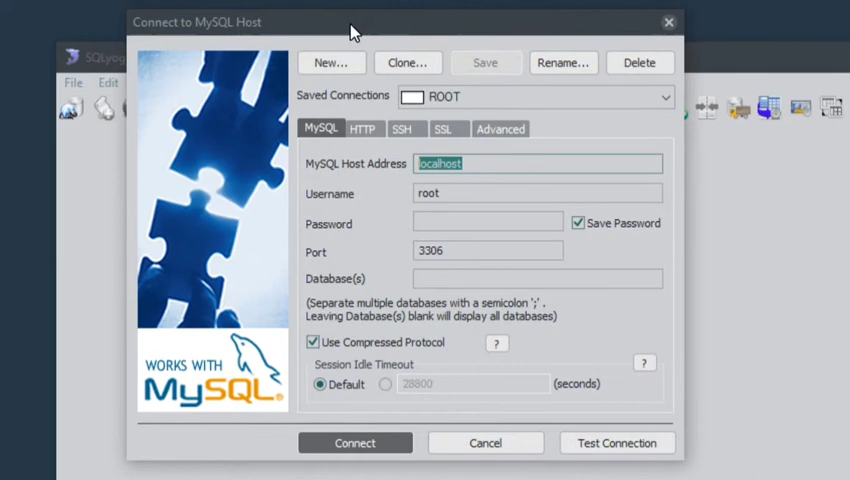 Connect to MySQL Host
SQLyog
File Edit
New... Clone... Save Rename... Delete
Saved Connections ROOT
MySQL HTTP SSH SSL Advanced
MySQL Host Address localhost
Username root
Password Save Password
Port 3306
Database(s)
(Separate multiple databases with a semicolon ';' .
Leaving Database(s) blank will display all databases)
Use Compressed Protocol ?
Session Idle Timeout ?
Default 28800 (seconds)
WORKS WITH
MySQL®
Connect Cancel Test Connection